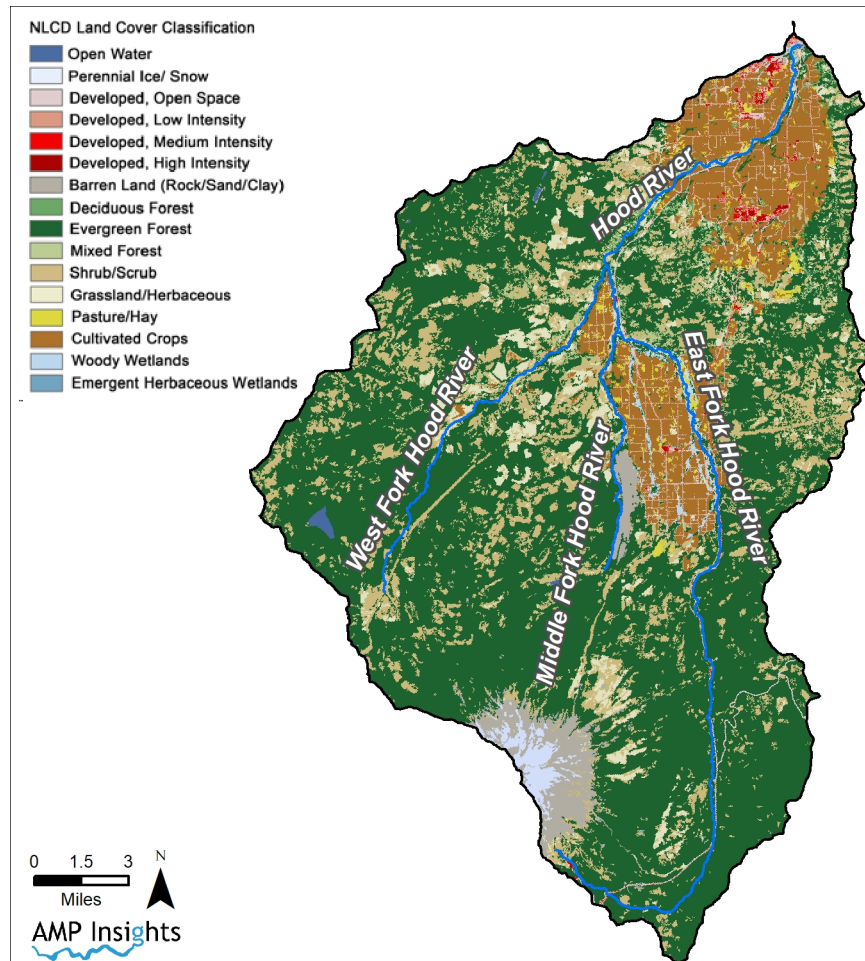 NLCD Land Cover Classification
Open Water
Perennial Ice/ Snow
Developed, Open Space
Developed, Low Intensity
Developed, Medium Intensity
Developed, High Intensity
Barren Land (Rock/Sand/Clay)
Deciduous Forest
Evergreen Forest
Mixed Forest
Shrub/Scrub
Grassland/Herbaceous
Pasture/Hay
Cultivated Crops
Woody Wetlands
Emergent Herbaceous Wetlands
Hood River
West Fork Hood River
Middle Fork Hood River
East Fork Hood River
0 1.5 3
Miles
N
AMP Insights